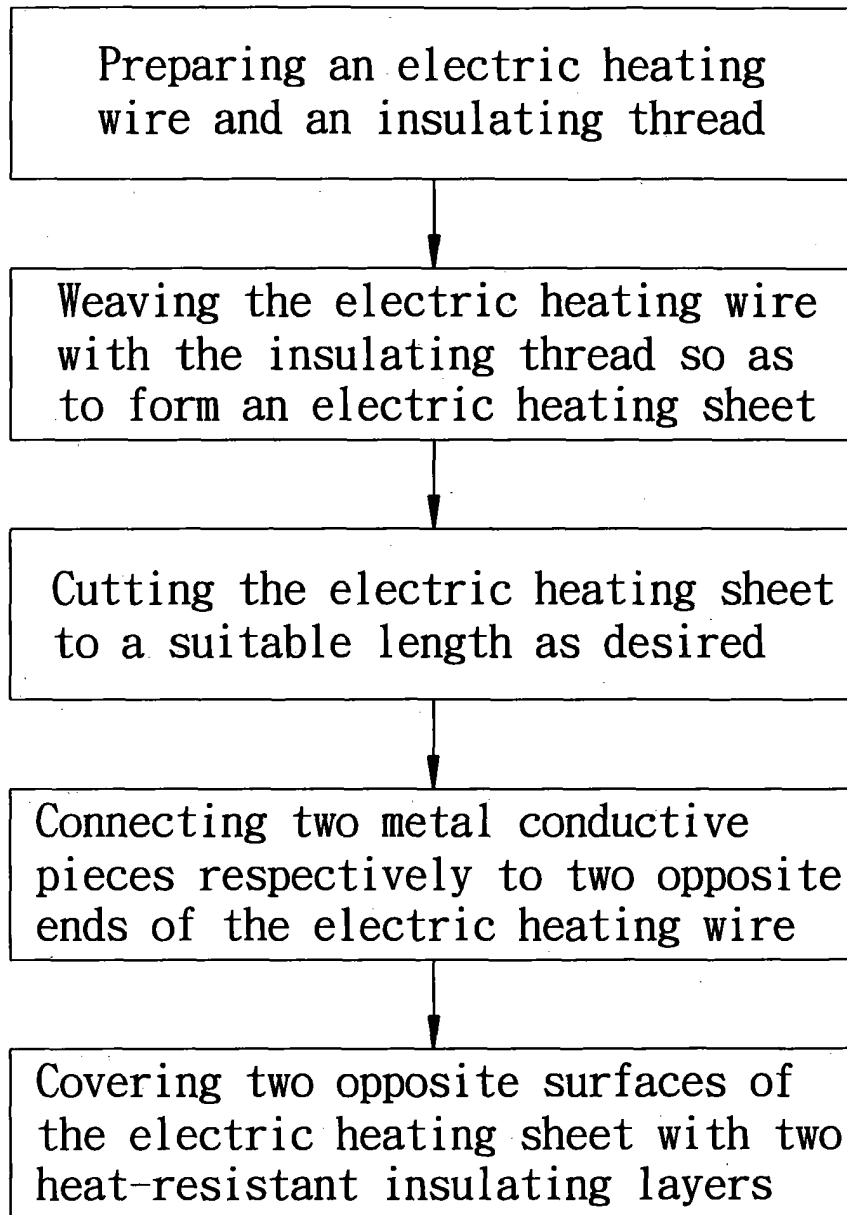 Preparing an electric heating
wire and an insulating thread
Weaving the electric heating wire
with the insulating thread so as
to form an electric heating sheet
Cutting the electric heating sheet
to a suitable length as desired
Connecting two metal conductive
pieces respectively to two opposite
ends of the electric heating wire
Covering two opposite surfaces of
the electric heating sheet with two
heat-resistant insulating layers